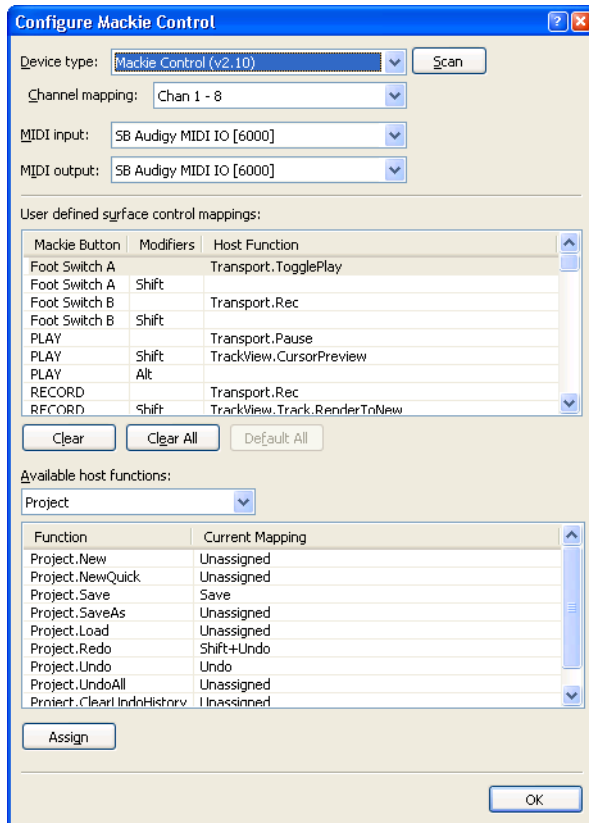 Configure Mackie Control
Device type: Mackie Control (v2.10) Scan
Channel mapping: Chan 1 - 8
MIDI input: SB Audigy MIDI IO [6000]
MIDI output: SB Audigy MIDI IO [6000]
User defined surface control mappings:
Mackie Button Modifiers Host Function
Foot Switch A Transport.TogglePlay
Foot Switch A Shift
Foot Switch B Transport.Rec
Foot Switch B Shift
PLAY Transport.Pause
PLAY Shift TrackView.CursorPreview
PLAY Alt
RECORD Transport.Rec
RECORD Shift TrackView.Track.RenderToNew
Clear Clear All Default All
Available host functions:
Project
Function Current Mapping
Project.New Unassigned
Project.NewQuick Unassigned
Project.Save Save
Project.SaveAs Unassigned
Project.Load Unassigned
Project.Redo Shift+Undo
Project.Undo Undo
Project.UndoAll Unassigned
Project.ClearUndoHistory Unassigned
Assign
OK